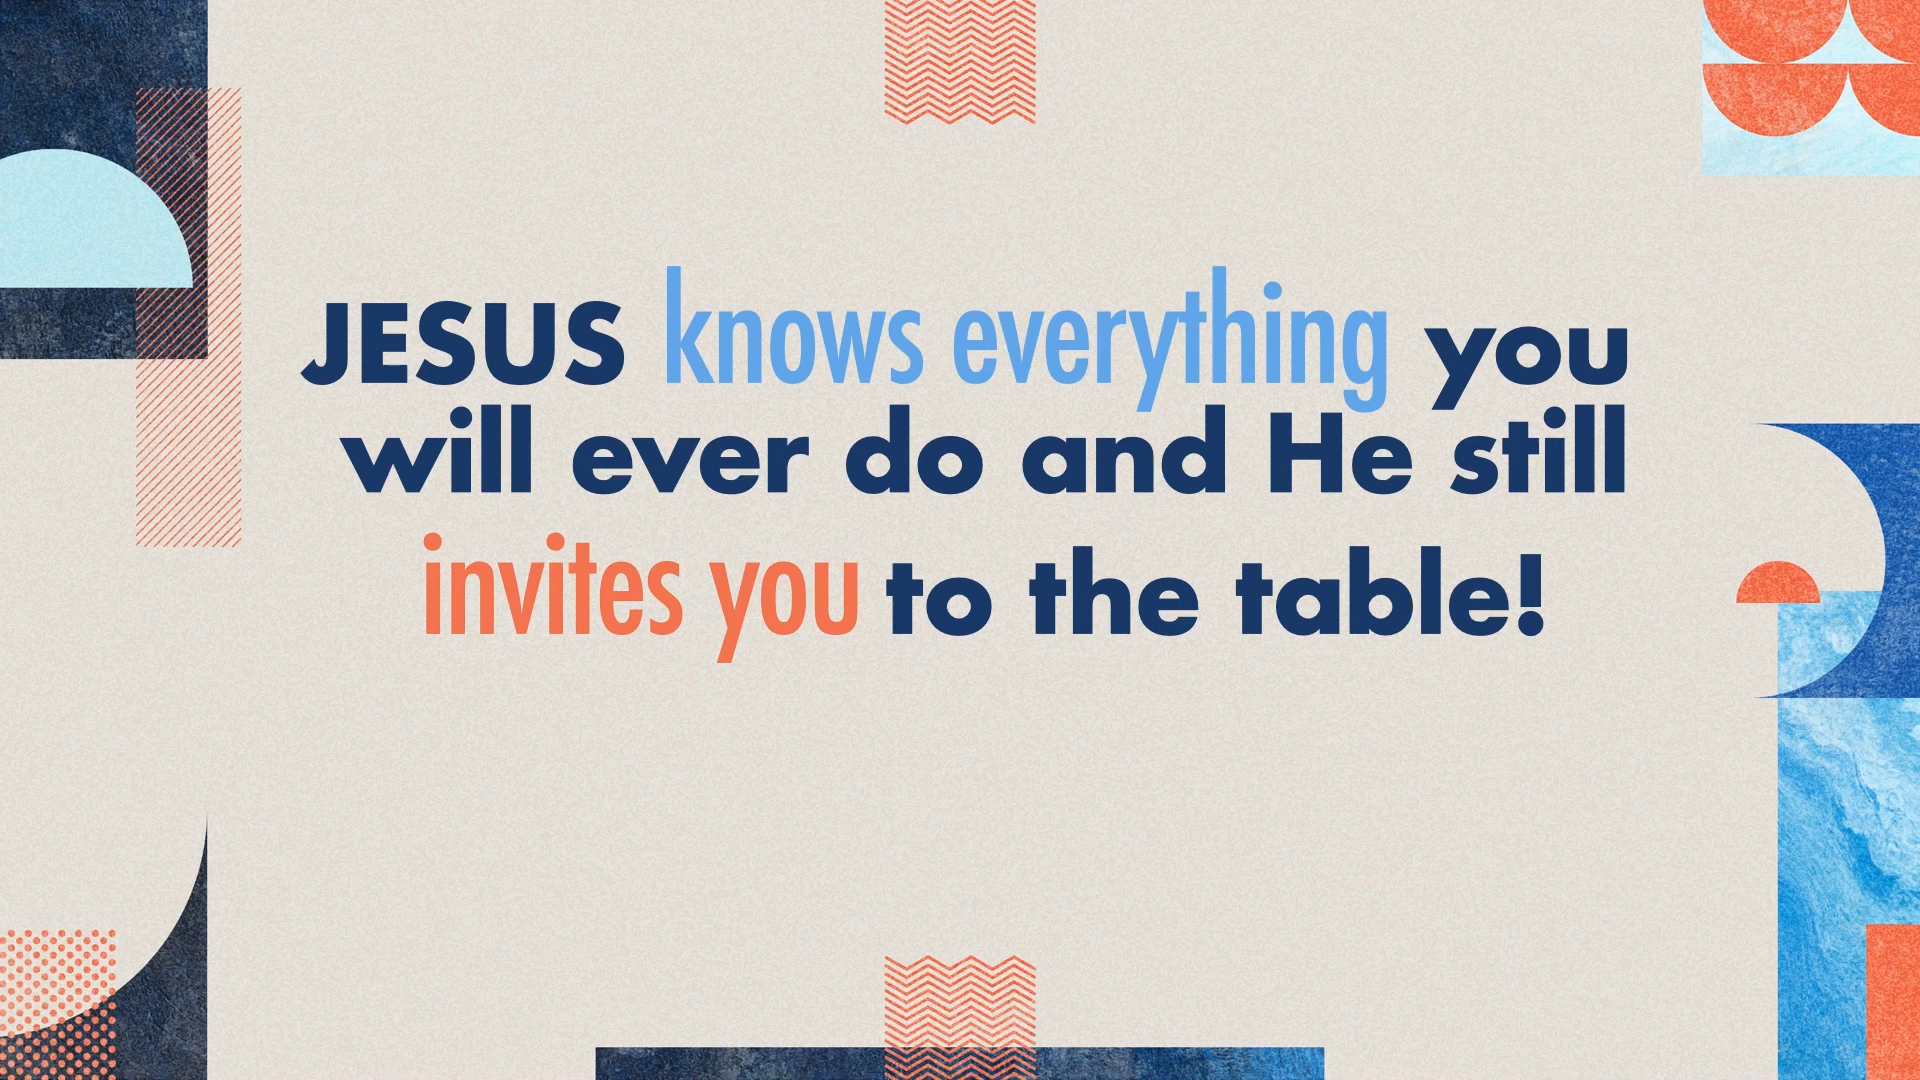 JESUS knows everything you
will ever do and He still
invites you to the table!